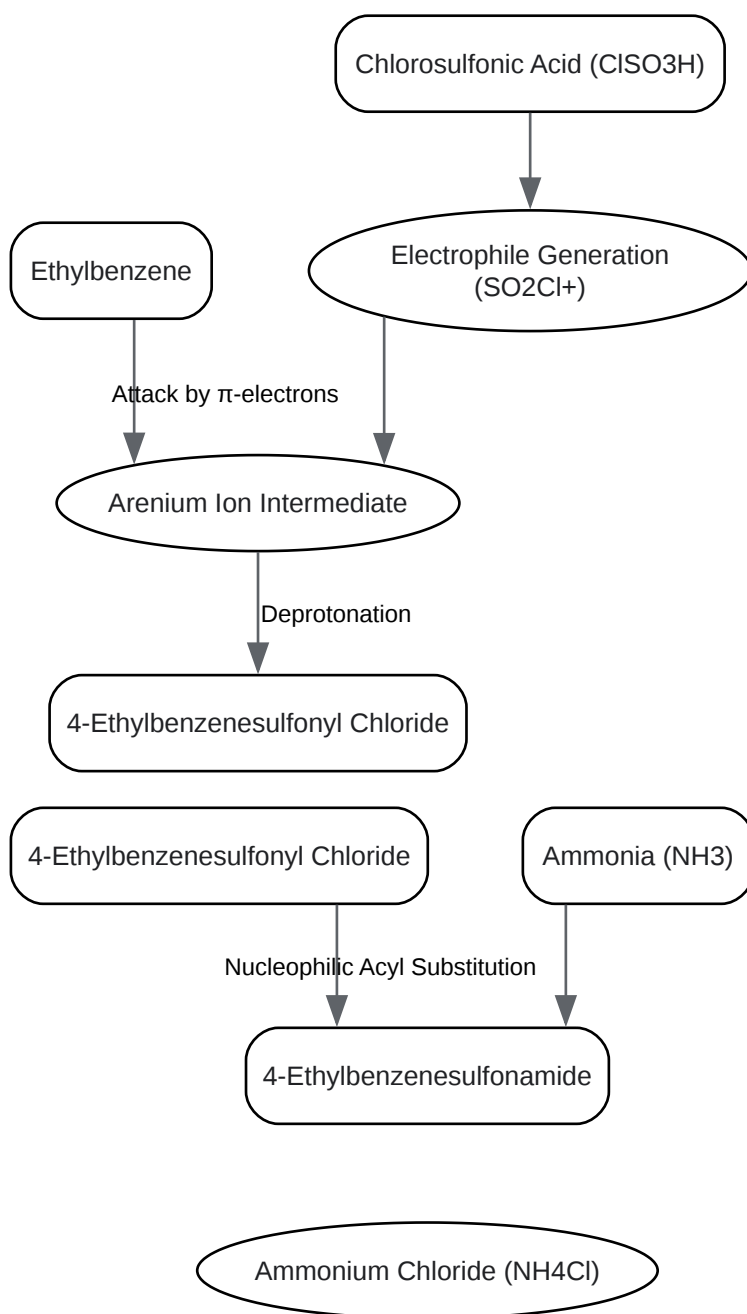 Chlorosulfonic Acid (ClSO3H)
Ethylbenzene
Electrophile Generation
(SO2Cl+)
Attack by π-electrons
Arenium Ion Intermediate
Deprotonation
4-Ethylbenzenesulfonyl Chloride
4-Ethylbenzenesulfonyl Chloride
Ammonia (NH3)
Nucleophilic Acyl Substitution
4-Ethylbenzenesulfonamide
Ammonium Chloride (NH4Cl)